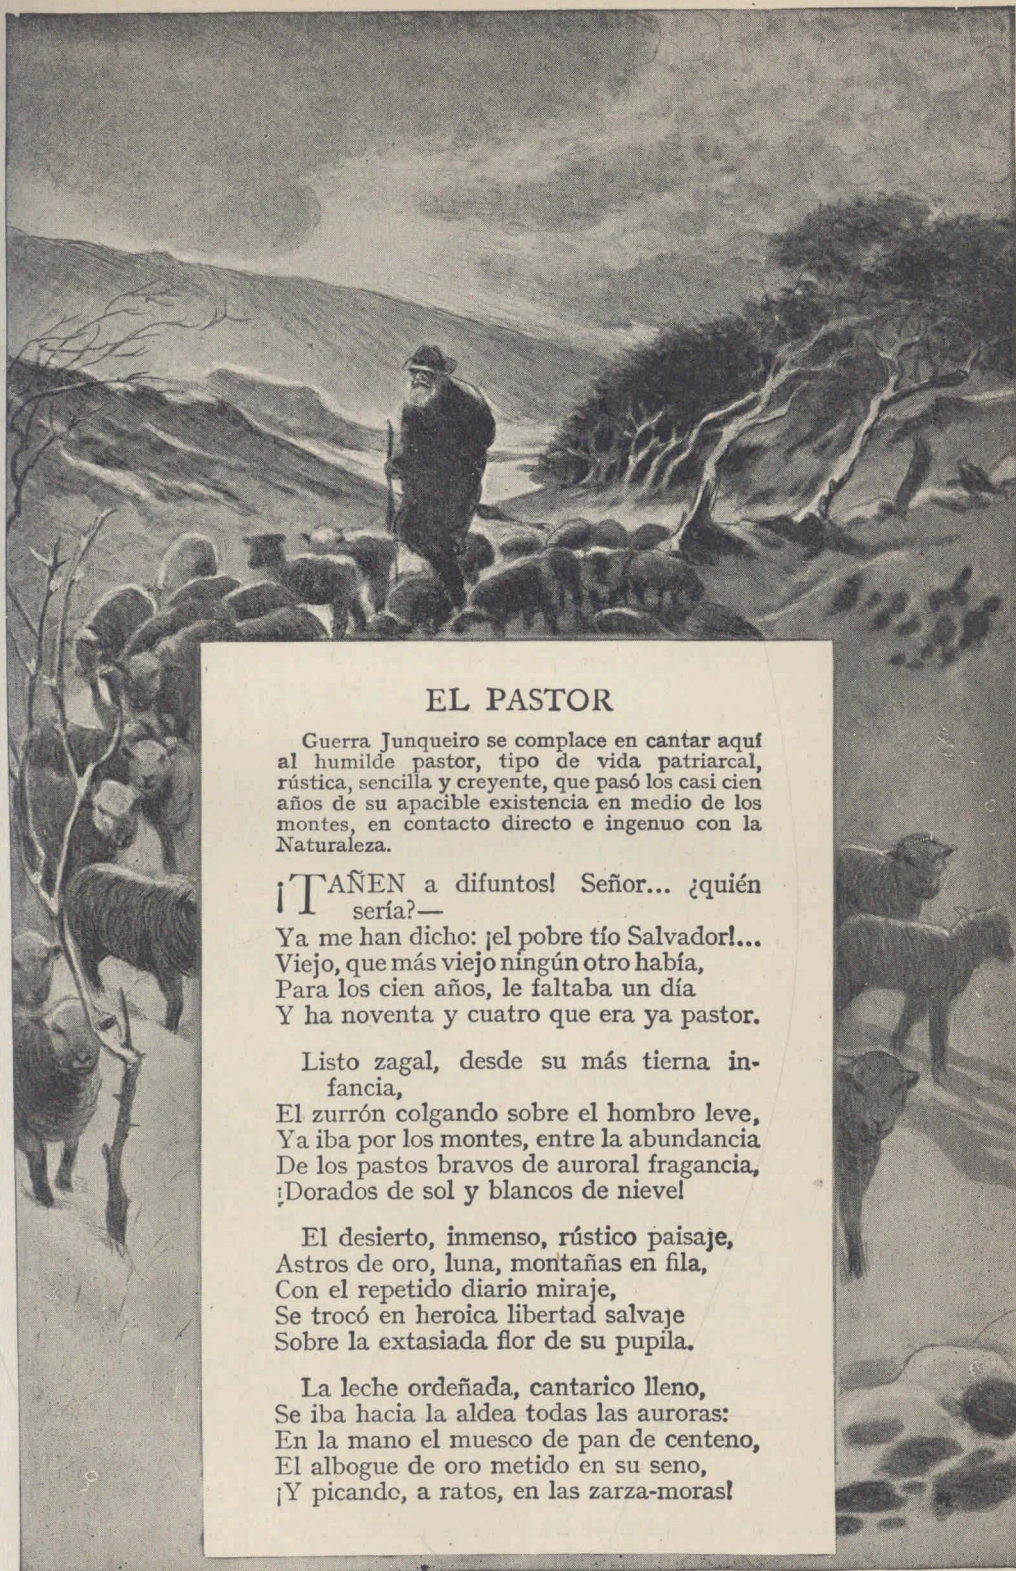 EL PASTOR
Guerra Junqueiro se complace en cantar aquí
al humilde pastor, tipo de vida patriarcal,
rústica, sencilla y creyente, que pasó los casi cien
años de su apacible existencia en medio de los
montes, en contacto directo e ingenuo con la
Naturaleza.
¡TAÑEN a difuntos! Señor... ¿quién
sería?—
Ya me han dicho: ¡el pobre tío Salvador!...
Viejo, que más viejo ningún otro había,
Para los cien años, le faltaba un día
Y ha noventa y cuatro que era ya pastor.
Listo zagal, desde su más tierna in-
fancia,
El zurrón colgando sobre el hombro leve,
Ya iba por los montes, entre la abundancia
De los pastos bravos de auroral fragancia,
¡Dorados de sol y blancos de nieve!
El desierto, inmenso, rústico paisaje,
Astros de oro, luna, montañas en fila,
Con el repetido diario miraje,
Se trocó en heroica libertad salvaje
Sobre la extasiada flor de su pupila.
La leche ordeñada, cantarico lleno,
Se iba hacia la aldea todas las auroras:
En la mano el muesco de pan de centeno,
El albogue de oro metido en su seno,
¡Y picando, a ratos, en las zarza-moras!